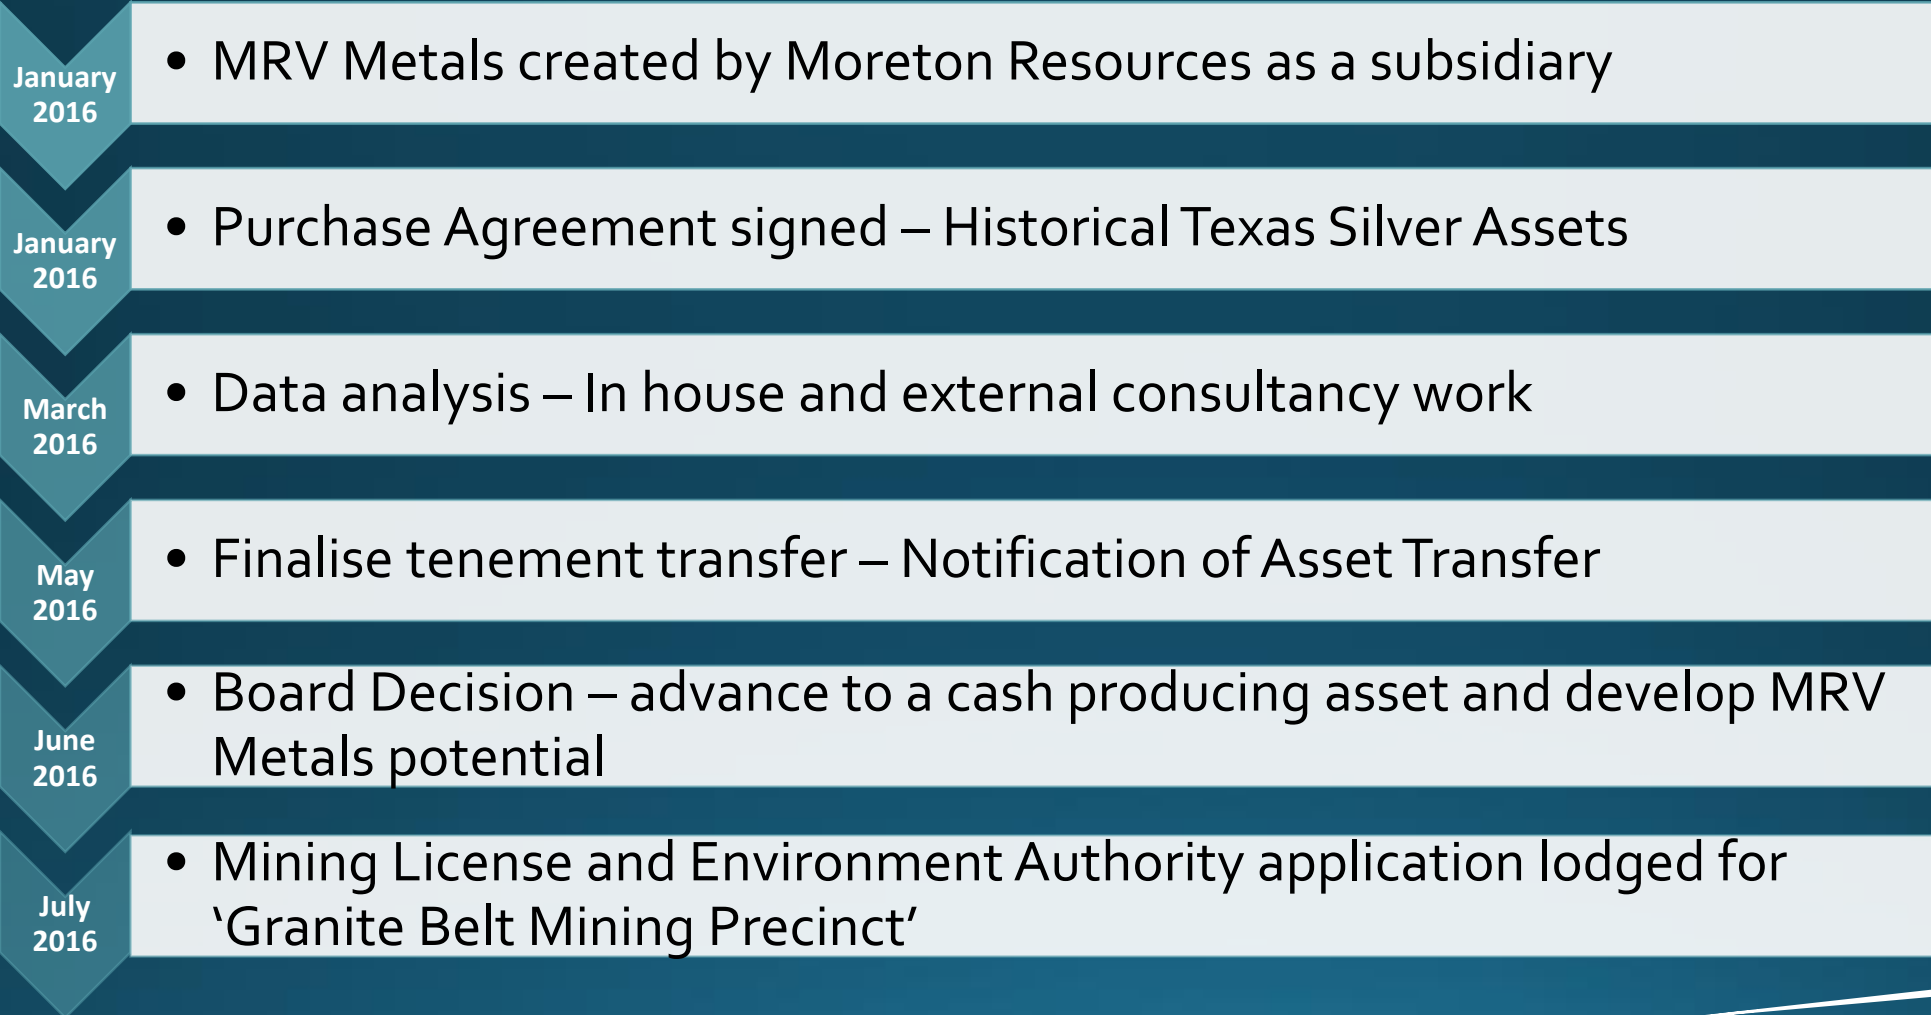 January
2016
• MRV Metals created by Moreton Resources as a subsidiary
January
2016
• Purchase Agreement signed – Historical Texas Silver Assets
March
2016
• Data analysis – In house and external consultancy work
May
2016
• Finalise tenement transfer – Notification of Asset Transfer
June
2016
• Board Decision – advance to a cash producing asset and develop MRV
Metals potential
July
2016
• Mining License and Environment Authority application lodged for
‘Granite Belt Mining Precinct’